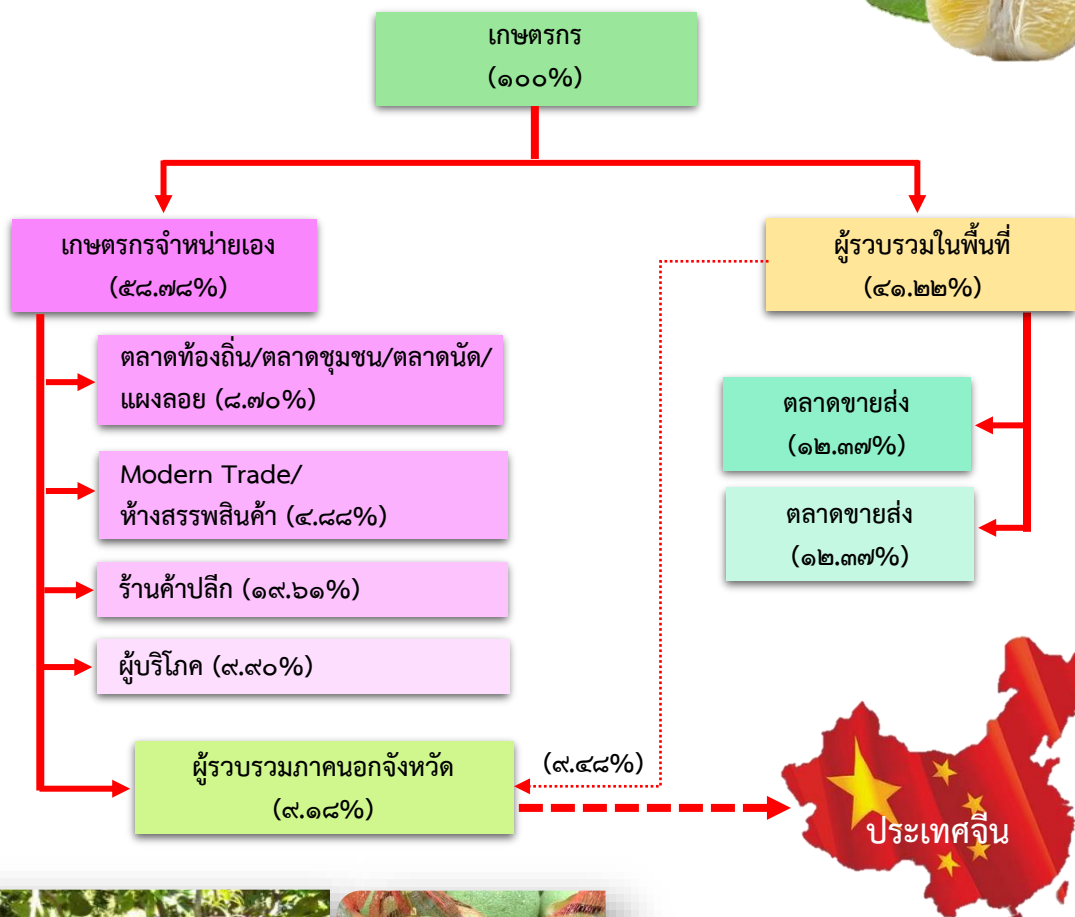 เกษตรกร
(๑๐๐%)
เกษตรกรจำหน่ายเอง
(๕๘.๗๘%)
ผู้รวบรวมในพื้นที่
(๔๑.๒๒%)
ตลาดท้องถิ่น/ตลาดชุมชน/ตลาดนัด/
แผงลอย (๘.๗๐%)
Modern Trade/
ห้างสรรพสินค้า (๔.๘๘%)
ร้านค้าปลีก (๑๙.๖๑%)
ผู้บริโภค (๙.๙๐%)
ตลาดขายส่ง
(๑๒.๓๗%)
ตลาดขายส่ง
(๑๒.๓๗%)
ผู้รวบรวมภาคนอกจังหวัด
(๙.๑๘%)
(๙.๔๘%)
ประเทศจีน